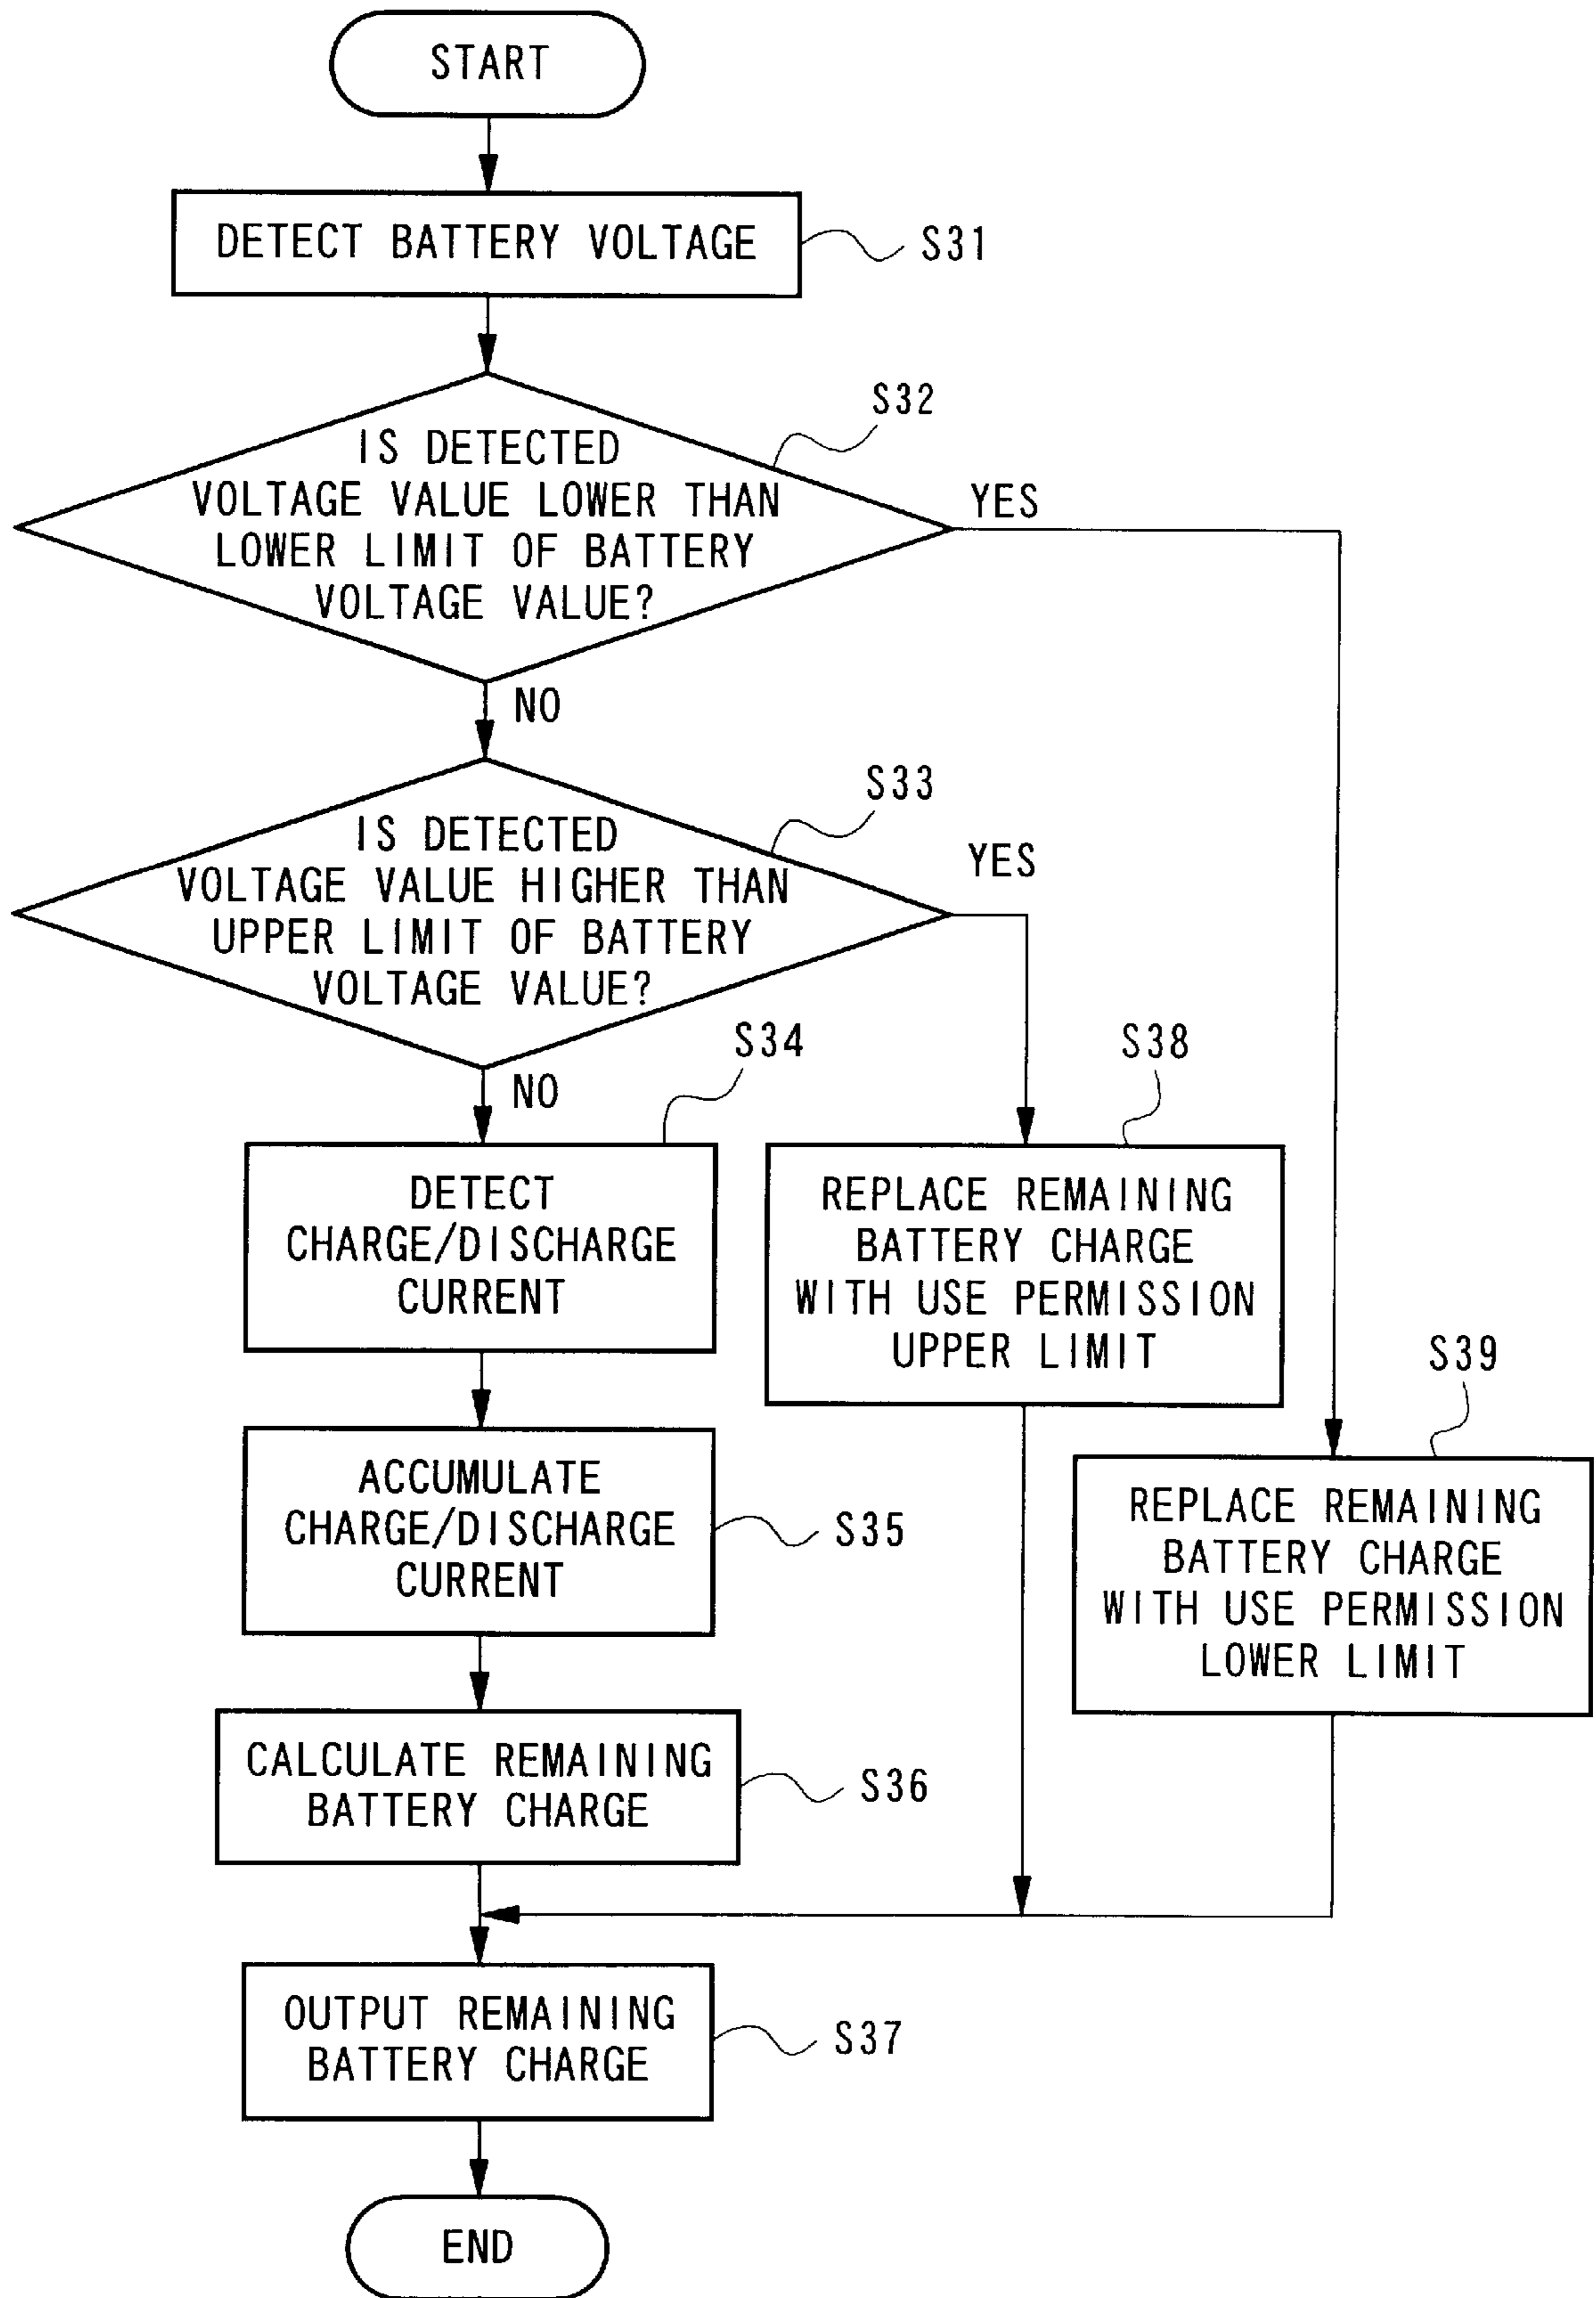 START
DETECT BATTERY VOLTAGE
S31
S32
IS DETECTED
VOLTAGE VALUE LOWER THAN
LOWER LIMIT OF BATTERY
VOLTAGE VALUE?
YES
NO
S33
IS DETECTED
VOLTAGE VALUE HIGHER THAN
UPPER LIMIT OF BATTERY
VOLTAGE VALUE?
YES
NO
S34
DETECT
CHARGE/DISCHARGE
CURRENT
S38
REPLACE REMAINING
BATTERY CHARGE
WITH USE PERMISSION
UPPER LIMIT
S39
REPLACE REMAINING
BATTERY CHARGE
WITH USE PERMISSION
LOWER LIMIT
ACCUMULATE
CHARGE/DISCHARGE
CURRENT
S35
CALCULATE REMAINING
BATTERY CHARGE
S36
OUTPUT REMAINING
BATTERY CHARGE
S37
END